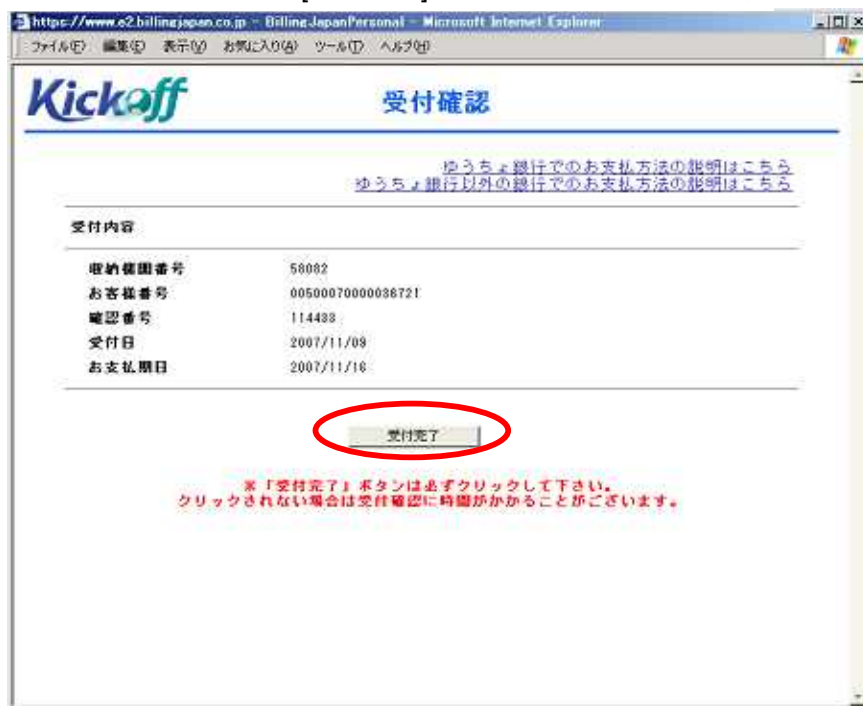 https://www.e2.billingjapan.co.jp - BillingJapanPersonal - Microsoft Internet Explorer
ファイル(F) 編集(E) 表示(V) お気に入り(A) ツール(T) ヘルプ(H)
Kickoff
受付確認
ゆうちょ銀行でのお支払方法の説明はこちら
ゆうちょ銀行以外の銀行でのお支払方法の説明はこちら
受付内容
収納機関番号 58082
お客様番号 00500070000036721
確認番号 114433
受付日 2007/11/09
お支払期日 2007/11/16
受付完了
※「受付完了」ボタンは必ずクリックして下さい。
クリックされない場合は受付確認に時間がかかることがございます。